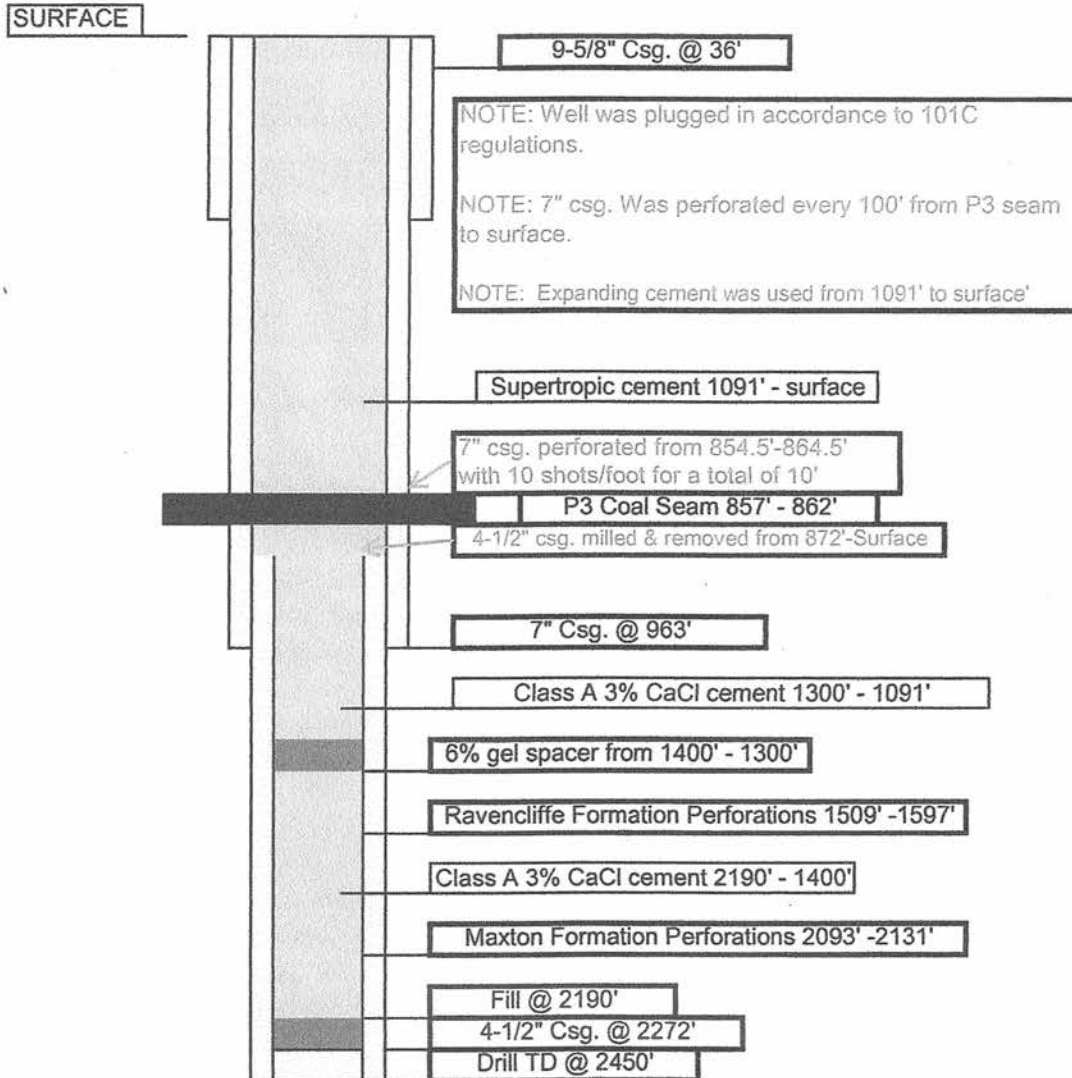 SURFACE
9-5/8" Csg. @ 36'
NOTE: Well was plugged in accordance to 101C
regulations.
NOTE: 7" csg. Was perforated every 100' from P3 seam
to surface.
NOTE: Expanding cement was used from 1091' to surface'
Supertropic cement 1091' - surface
7" csg. perforated from 854.5'-864.5'
with 10 shots/foot for a total of 10'
P3 Coal Seam 857' - 862'
4-1/2" csg. milled & removed from 872'-Surface
7" Csg. @ 963'
Class A 3% CaCl cement 1300' - 1091'
6% gel spacer from 1400' - 1300'
Ravencliffe Formation Perforations 1509' -1597'
Class A 3% CaCl cement 2190' - 1400'
Maxton Formation Perforations 2093' -2131'
Fill @ 2190'
4-1/2" Csg. @ 2272'
Drill TD @ 2450'